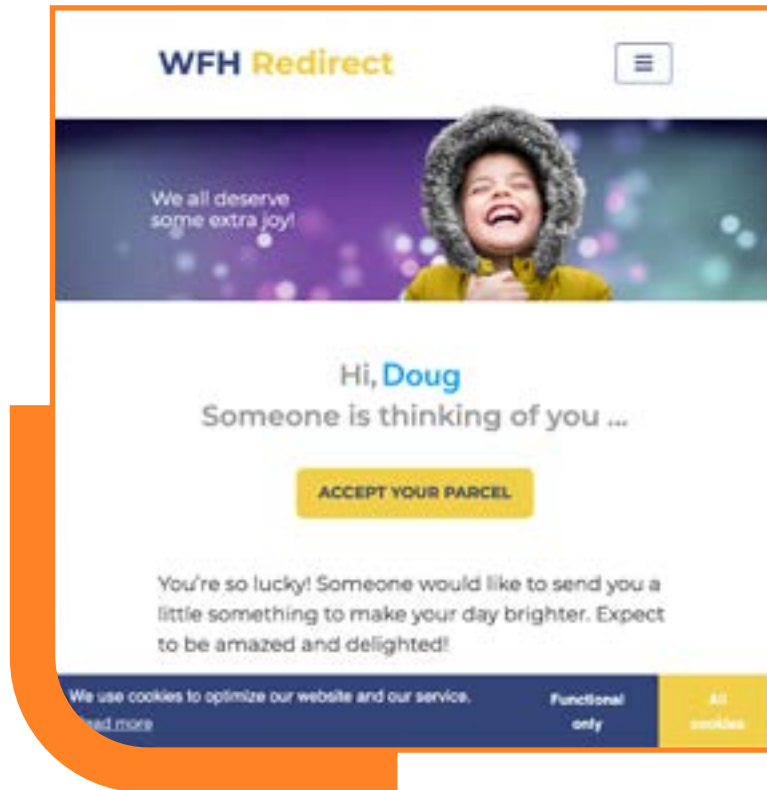 WFH Redirect
We all deserve
some extra joy!
Hi, Doug
Someone is thinking of you ...
ACCEPT YOUR PARCEL
You're so lucky! Someone would like to send you a
little something to make your day brighter. Expect
to be amazed and delighted!
We use cookies to optimize our website and our service.
Read more
Functional
only
All
cookies